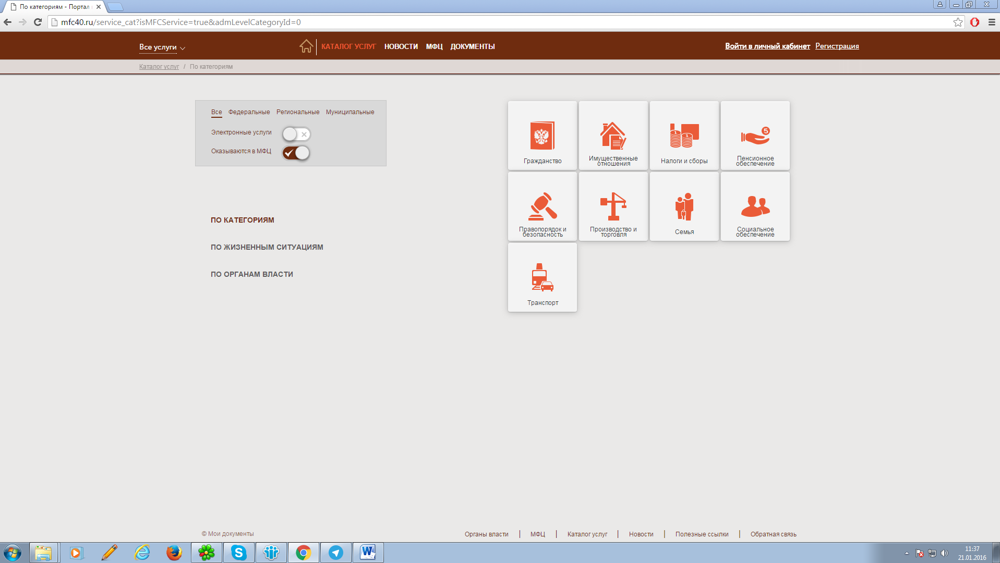 По категориям - Портал
mfc40.ru/service_cat?isMFCService=true&admLevelCategoryId=0
Все услуги
КАТАЛОГ УСЛУГ НОВОСТИ МФЦ ДОКУМЕНТЫ
Войти в личный кабинет Регистрация
Каталог услуг / По категориям
Все Федеральные Региональные Муниципальные
Электронные услуги
Оказываются в МФЦ
ПО КАТЕГОРИЯМ
ПО ЖИЗНЕННЫМ СИТУАЦИЯМ
ПО ОРГАНАМ ВЛАСТИ
Гражданство
Имущественные
отношения
1 1
Налоги и сборы
5
Пенсионное
обеспечение
Правопорядок и
безопасность
Производство и
торговля
Семья
Социальное
обеспечение
Транспорт
© Мои документы
Органы власти | МФЦ | Каталог услуг | Новости | Полезные ссылки | Обратная связь
11:37
21.01.2016